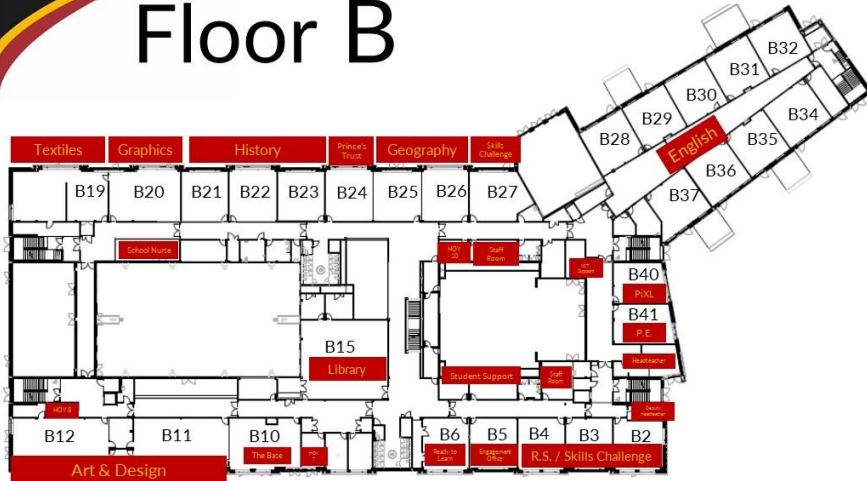 Floor B
B32
B31
B30
B29
B28
B34
B35
B36
B37
English
Textiles
Graphics
History
Prince's
Trust
Geography
Skills
Challenge
B19
B20
B21
B22
B23
B24
B25
B26
B27
School Nurse
HOY
10
Staff
Room
ICT
Support
B40
PiXL
B41
P.E.
Headteacher
B15
Library
Student Support
Staff
Room
Deputy
Headteacher
B12
B11
B10
The Base
HOY
B6
Ready to
Learn
B5
Engagement
Office
B4
B3
B2
R.S. / Skills Challenge
Art & Design